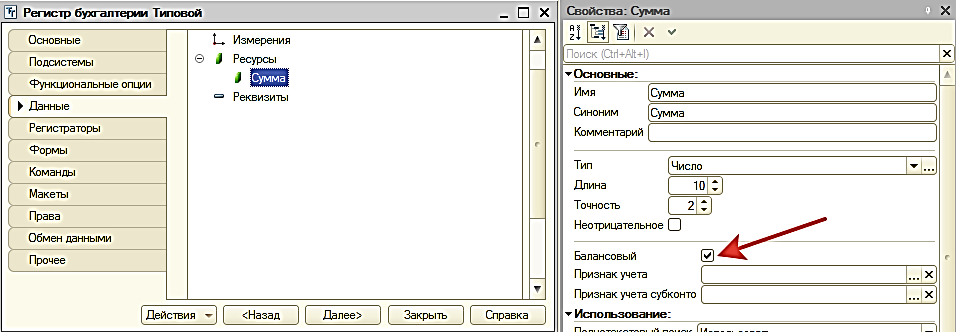 Регистр бухгалтерии Типовой
Основные
Подсистемы
Функциональные опции
Данные
Регистраторы
Формы
Команды
Макеты
Права
Обмен данными
Прочее
Измерения
Ресурсы
Сумма
Реквизиты
Действия
<Назад
Далее>
Закрыть
Справка
Свойства: Сумма
Поиск (Ctrl+Alt+I)
Основные:
Имя Сумма
Синоним Сумма
Комментарий
Тип Число
Длина 10
Точность 2
Неотрицательное
Балансовый
Признак учета
Признак учета субконто
Использование: